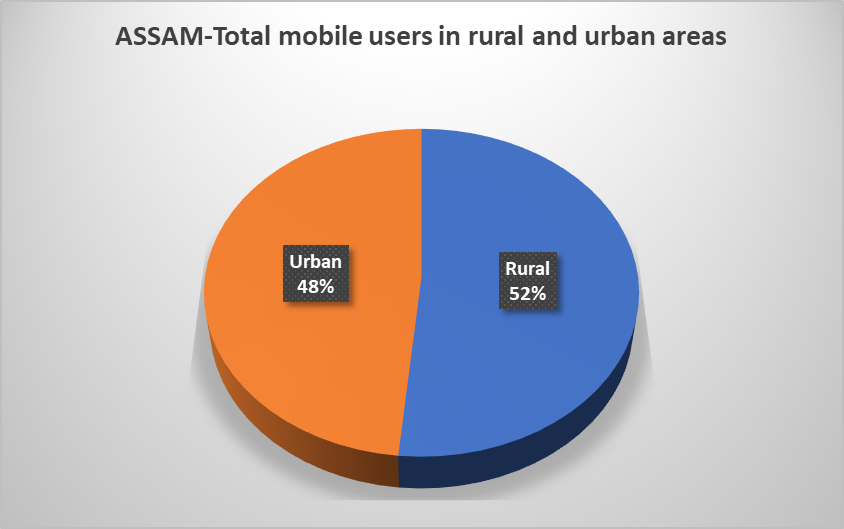 ASSAM-Total mobile users in rural and urban areas
Urban
48%
Rural
52%